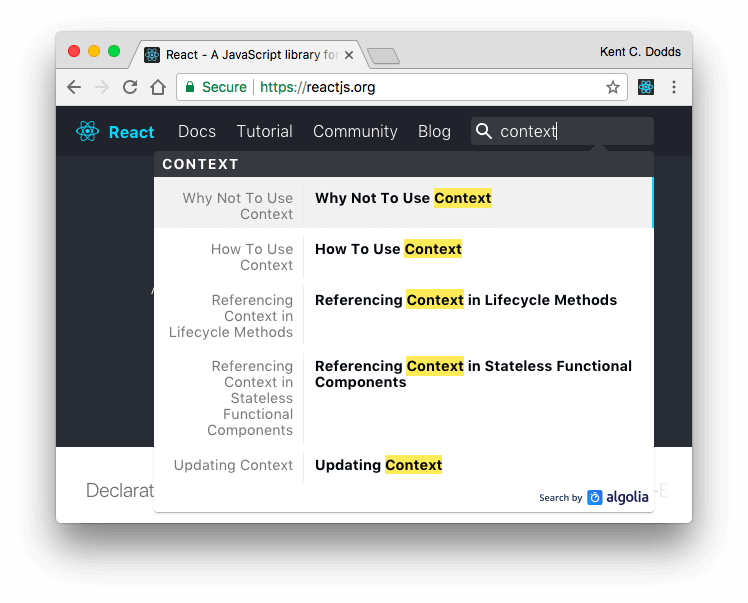 Kent C. Dodds
React - A JavaScript library for
Secure https://reactjs.org
React Docs Tutorial Community Blog context
CONTEXT
Why Not To Use
Context
Why Not To Use Context
How To Use
Context
How To Use Context
Referencing
Context in
Lifecycle Methods
Referencing Context in Lifecycle Methods
Referencing
Context in
Stateless
Functional
Components
Referencing Context in Stateless Functional
Components
Updating Context
Updating Context
Search by algolia
Declarat